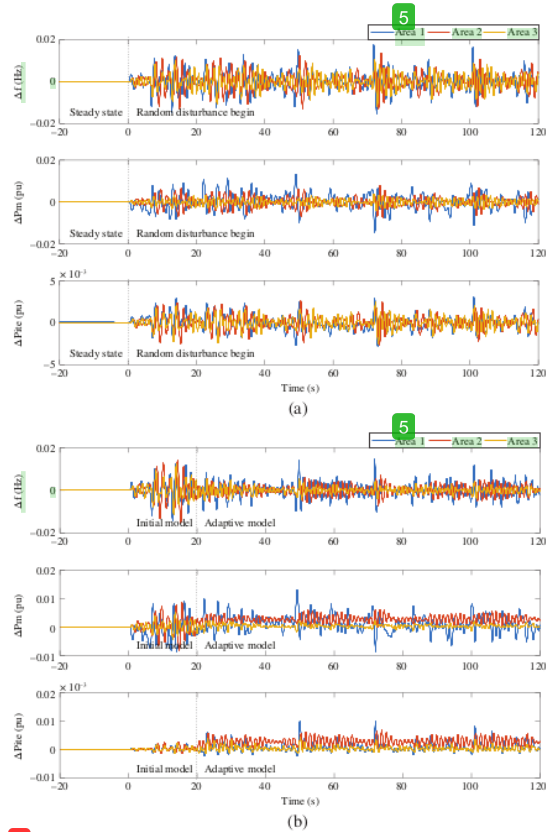 5
Area 1 Area 2 Area 3
0.02
Δf (Hz)
0
Steady state Random disturbance begin
−0.02
−20 0 20 40 60 80 100 120
0.02
ΔPm (pu)
0
Steady state Random disturbance begin
−0.02
−20 0 20 40 60 80 100 120
5
ΔPtie (pu)
0
Steady state Random disturbance begin
−5
−20 0 20 40 60 80 100 120
Time (s)
(a)
5
Area 1 Area 2 Area 3
0.02
Δf (Hz)
0
Initial model Adaptive model
−0.02
−20 0 20 40 60 80 100 120
0.02
0.01
ΔPm (pu)
0
Initial model Adaptive model
−0.01
−20 0 20 40 60 80 100 120
0.02
0.01
ΔPtie (pu)
0
Initial model Adaptive model
−0.01
−20 0 20 40 60 80 100 120
Time (s)
(b)